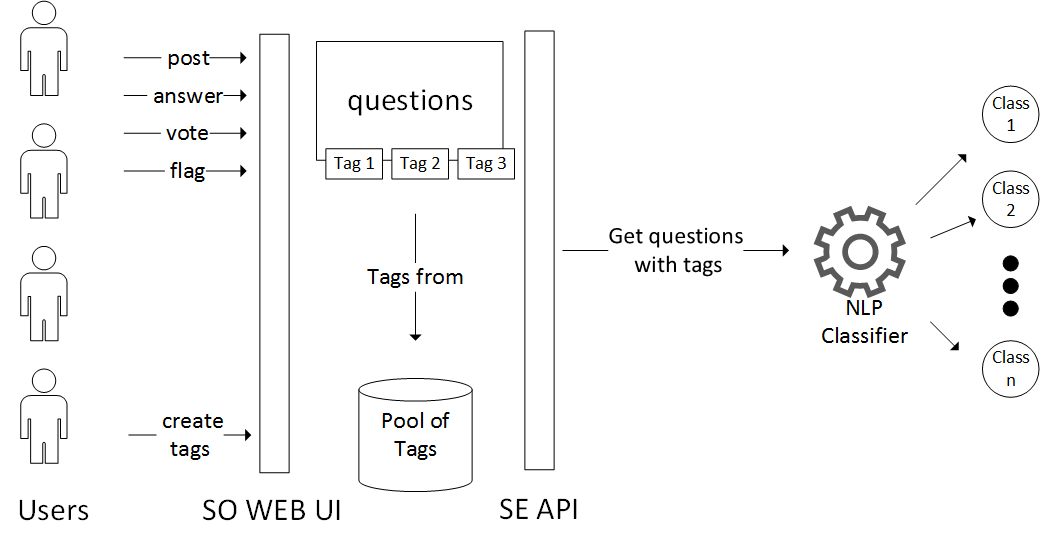 post
answer
vote
flag
create
tags
Users
SO WEB UI
questions
Tag 1
Tag 2
Tag 3
Tags from
Pool of
Tags
SE API
Get questions
with tags
NLP
Classifier
Class
1
Class
2
Class
n